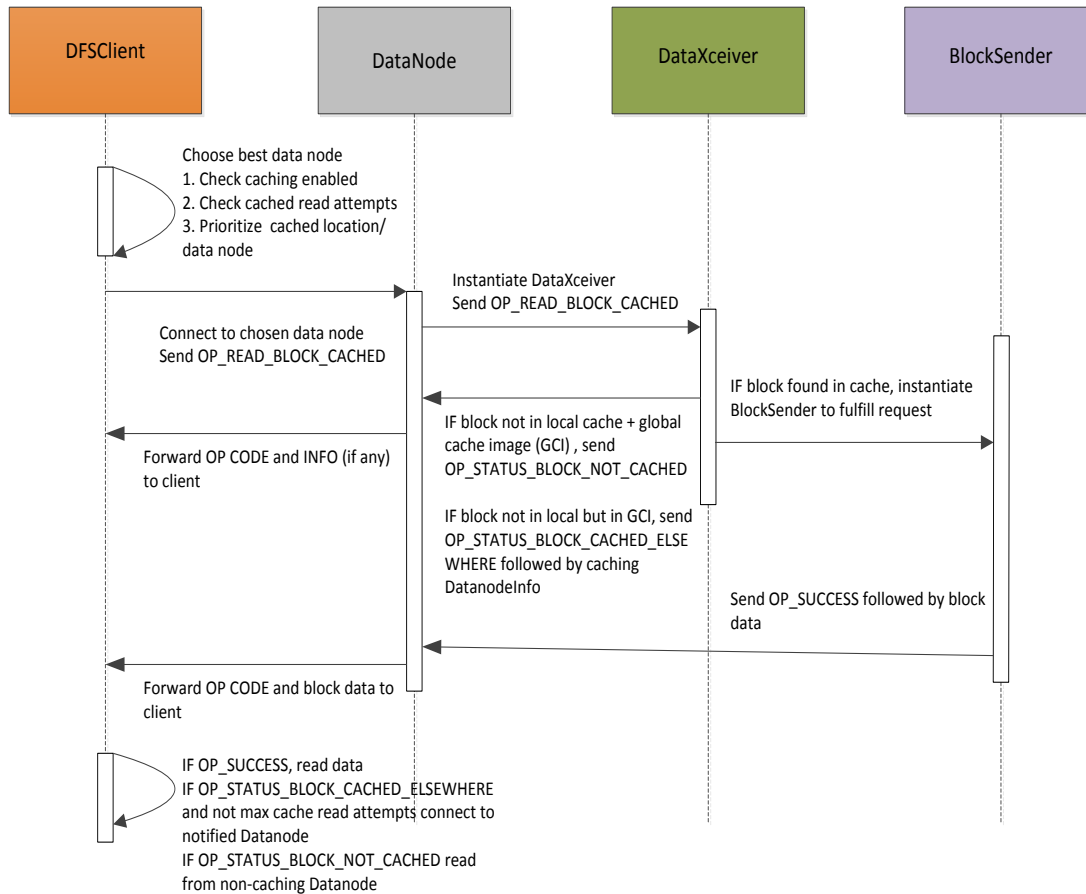 DFSClient
DataNode
DataXceiver
BlockSender
Choose best data node
1. Check caching enabled
2. Check cached read attempts
3. Prioritize cached location/
data node
Instantiate DataXceiver
Send OP_READ_BLOCK_CACHED
Connect to chosen data node
Send OP_READ_BLOCK_CACHED
IF block found in cache, instantiate
BlockSender to fulfill request
IF block not in local cache + global
cache image (GCI) , send
OP_STATUS_BLOCK_NOT_CACHED
Forward OP CODE and INFO (if any)
to client
IF block not in local but in GCI, send
OP_STATUS_BLOCK_CACHED_ELSE
WHERE followed by caching
DatanodeInfo
Send OP_SUCCESS followed by block
data
Forward OP CODE and block data to
client
IF OP_SUCCESS, read data
IF OP_STATUS_BLOCK_CACHED_ELSEWHERE
and not max cache read attempts connect to
notified Datanode
IF OP_STATUS_BLOCK_NOT_CACHED read
from non-caching Datanode